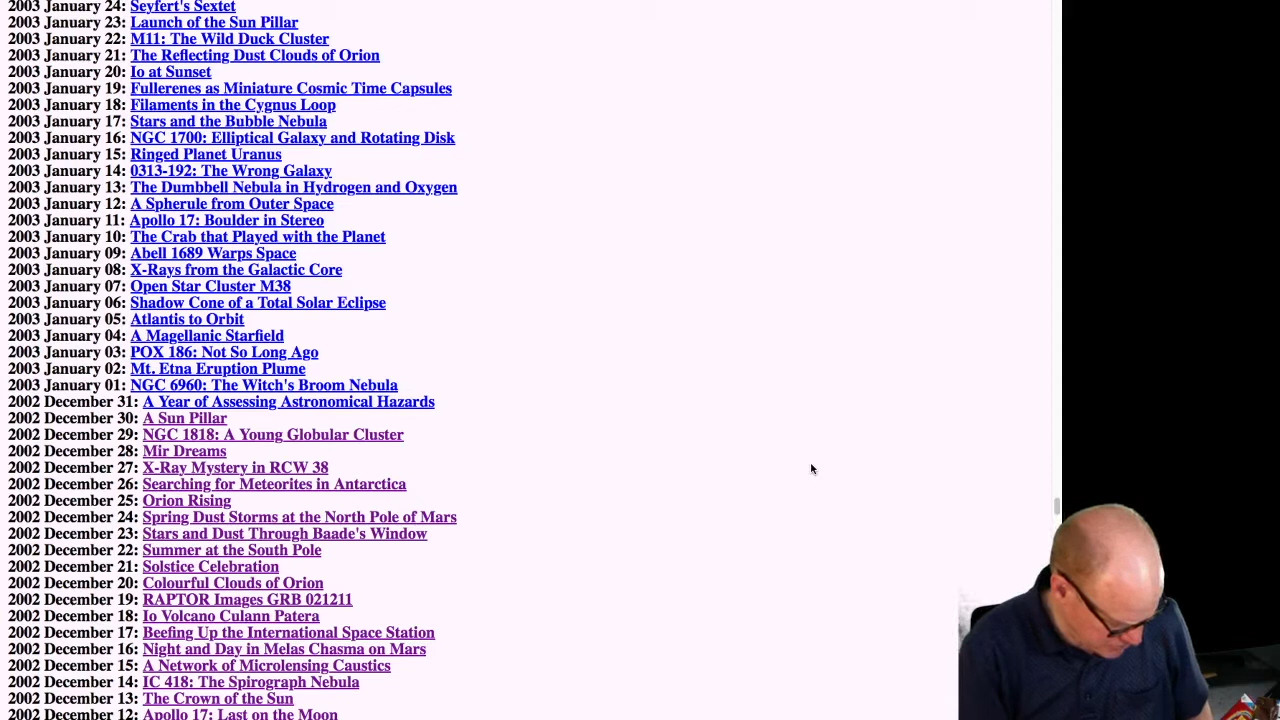 2003 January 24: Seyfert's Sextet
2003 January 23: Launch of the Sun Pillar
2003 January 22: M11: The Wild Duck Cluster
2003 January 21: The Reflecting Dust Clouds of Orion
2003 January 20: Io at Sunset
2003 January 19: Fullerenes as Miniature Cosmic Time Capsules
2003 January 18: Filaments in the Cygnus Loop
2003 January 17: Stars and the Bubble Nebula
2003 January 16: NGC 1700: Elliptical Galaxy and Rotating Disk
2003 January 15: Ringed Planet Uranus
2003 January 14: 0313-192: The Wrong Galaxy
2003 January 13: The Dumbbell Nebula in Hydrogen and Oxygen
2003 January 12: A Spherule from Outer Space
2003 January 11: Apollo 17: Boulder in Stereo
2003 January 10: The Crab that Played with the Planet
2003 January 09: Abell 1689 Warps Space
2003 January 08: X-Rays from the Galactic Core
2003 January 07: Open Star Cluster M38
2003 January 06: Shadow Cone of a Total Solar Eclipse
2003 January 05: Atlantis to Orbit
2003 January 04: A Magellanic Starfield
2003 January 03: POX 186: Not So Long Ago
2003 January 02: Mt. Etna Eruption Plume
2003 January 01: NGC 6960: The Witch's Broom Nebula
2002 December 31: A Year of Assessing Astronomical Hazards
2002 December 30: A Sun Pillar
2002 December 29: NGC 1818: A Young Globular Cluster
2002 December 28: Mir Dreams
2002 December 27: X-Ray Mystery in RCW 38
2002 December 26: Searching for Meteorites in Antarctica
2002 December 25: Orion Rising
2002 December 24: Spring Dust Storms at the North Pole of Mars
2002 December 23: Stars and Dust Through Baade's Window
2002 December 22: Summer at the South Pole
2002 December 21: Solstice Celebration
2002 December 20: Colourful Clouds of Orion
2002 December 19: RAPTOR Images GRB 021211
2002 December 18: Io Volcano Culann Patera
2002 December 17: Beefing Up the International Space Station
2002 December 16: Night and Day in Melas Chasma on Mars
2002 December 15: A Network of Microlensing Caustics
2002 December 14: IC 418: The Spirograph Nebula
2002 December 13: The Crown of the Sun
2002 December 12: Apollo 17: Last on the Moon